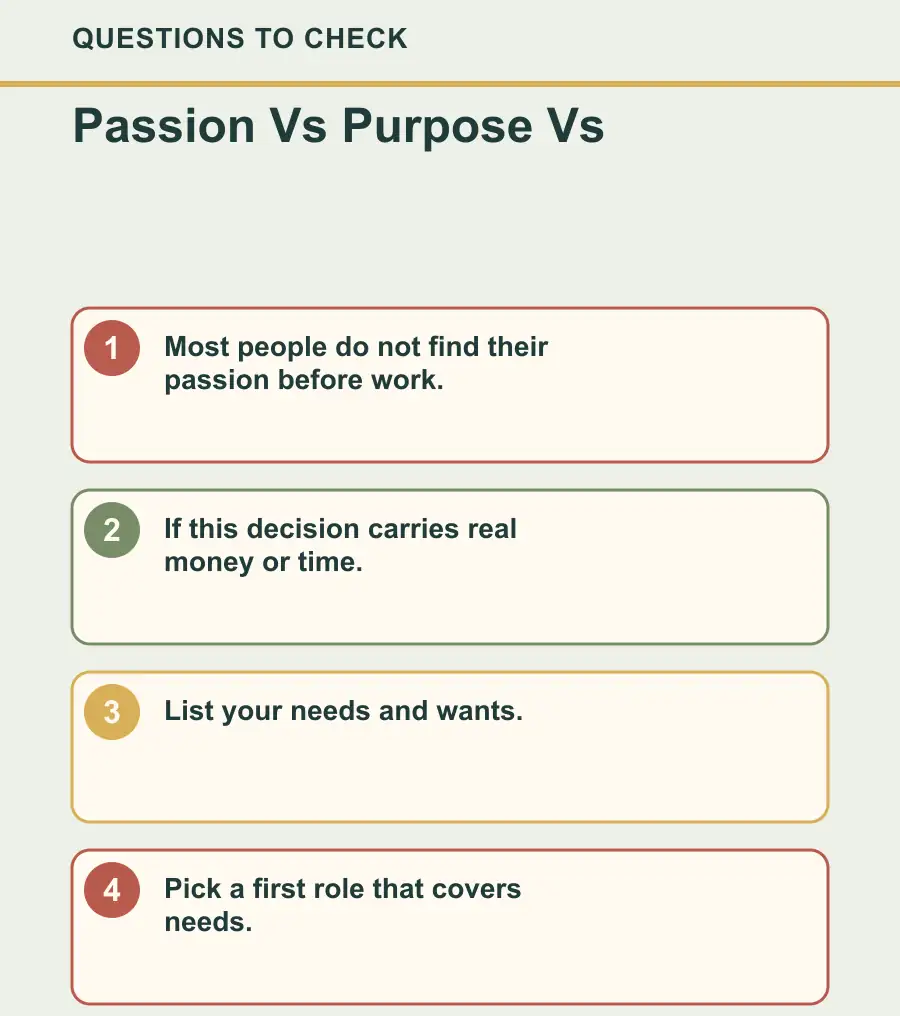 QUESTIONS TO CHECK
Passion Vs Purpose Vs
1
Most people do not find their
passion before work.
2
If this decision carries real
money or time.
3
List your needs and wants.
4
Pick a first role that covers
needs.